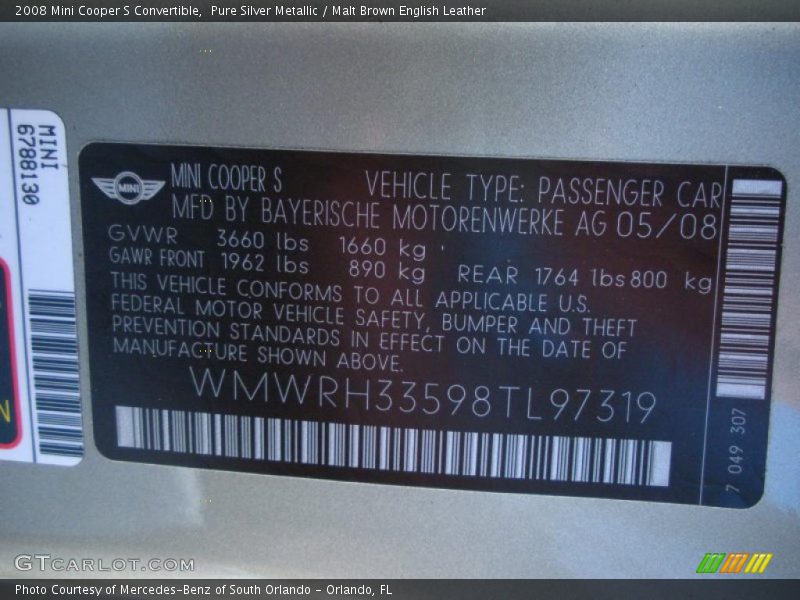 2008 Mini Cooper S Convertible,  Pure Silver Metallic / Malt Brown English Leather
MINI
6788130
N
MINI
MINI COOPER S VEHICLE TYPE: PASSENGER CAR
MFD BY BAYERISCHE MOTORENWERKE AG 05/08
GVWR 3660 lbs 1660 kg
GAWR FRONT 1962 lbs 890 kg REAR 1764 lbs 800 kg
THIS VEHICLE CONFORMS TO ALL APPLICABLE U.S.
FEDERAL MOTOR VEHICLE SAFETY, BUMPER AND THEFT
PREVENTION STANDARDS IN EFFECT ON THE DATE OF
MANUFACTURE SHOWN ABOVE.
WMWRH33598TL97319
7 049 307
GTCARLOT.COM
Photo Courtesy of Mercedes-Benz of South Orlando - Orlando, FL